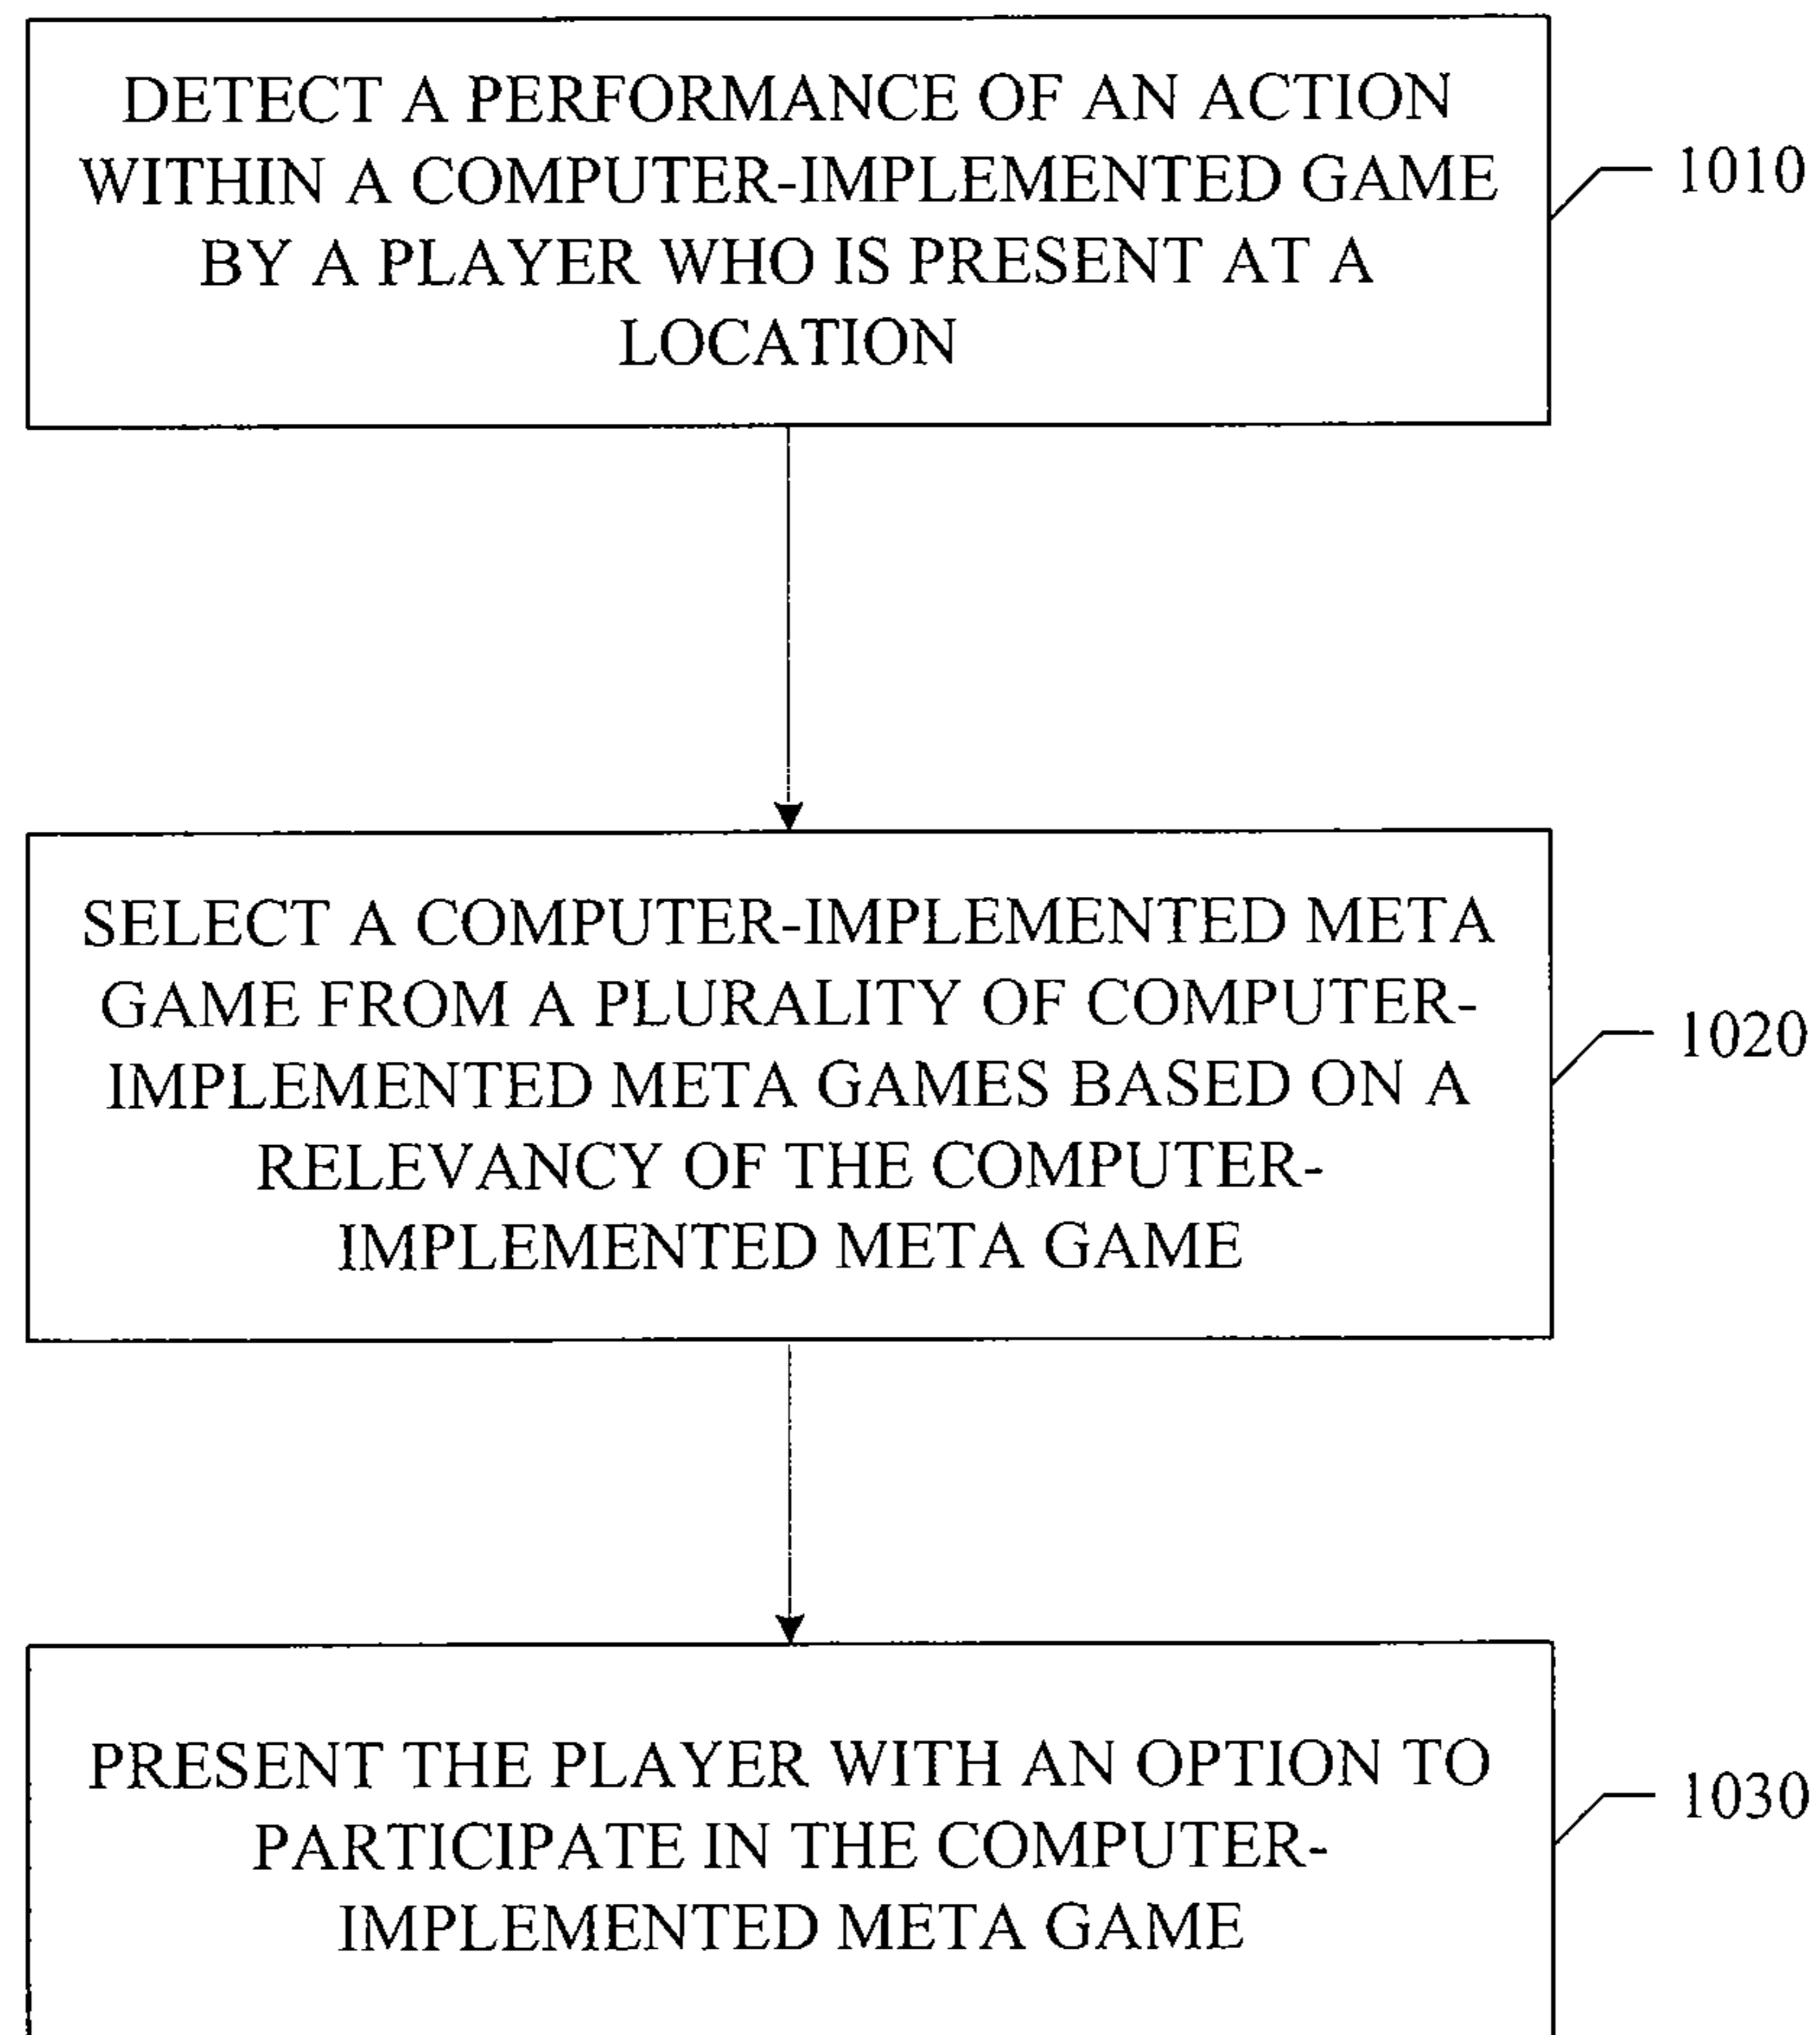 DETECT A PERFORMANCE OF AN ACTION
WITHIN A COMPUTER-IMPLEMENTED GAME
BY A PLAYER WHO IS PRESENT AT A
LOCATION
1010
SELECT A COMPUTER-IMPLEMENTED META
GAME FROM A PLURALITY OF COMPUTER-
IMPLEMENTED META GAMES BASED ON A
RELEVANCY OF THE COMPUTER-
IMPLEMENTED META GAME
1020
PRESENT THE PLAYER WITH AN OPTION TO
PARTICIPATE IN THE COMPUTER-
IMPLEMENTED META GAME
1030